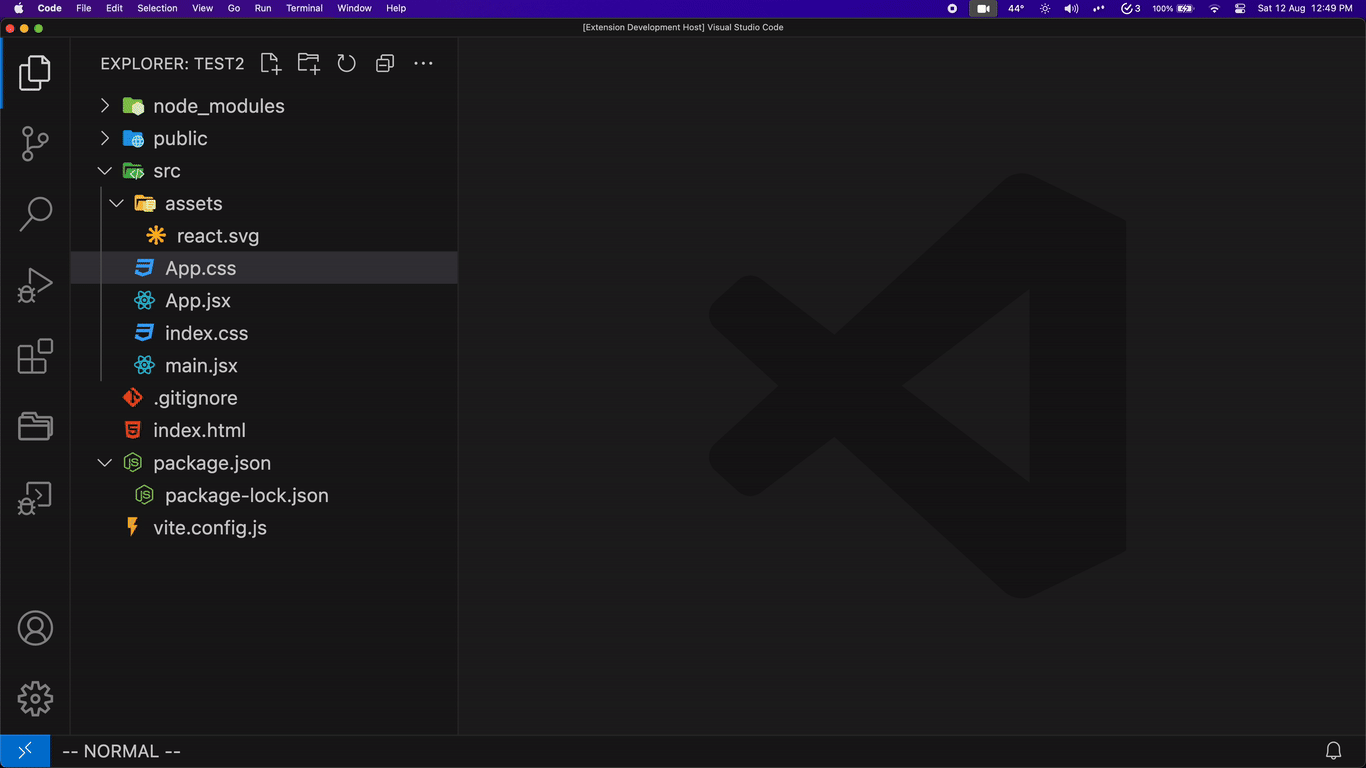 Code File Edit Selection View Go Run Terminal Window Help 44° 3 100% Sat 12 Aug 12:49 PM
[Extension Development Host] Visual Studio Code
EXPLORER: TEST2
node_modules
public
src
assets
react.svg
App.css
App.jsx
index.css
main.jsx
.gitignore
index.html
package.json
package-lock.json
vite.config.js
-- NORMAL --